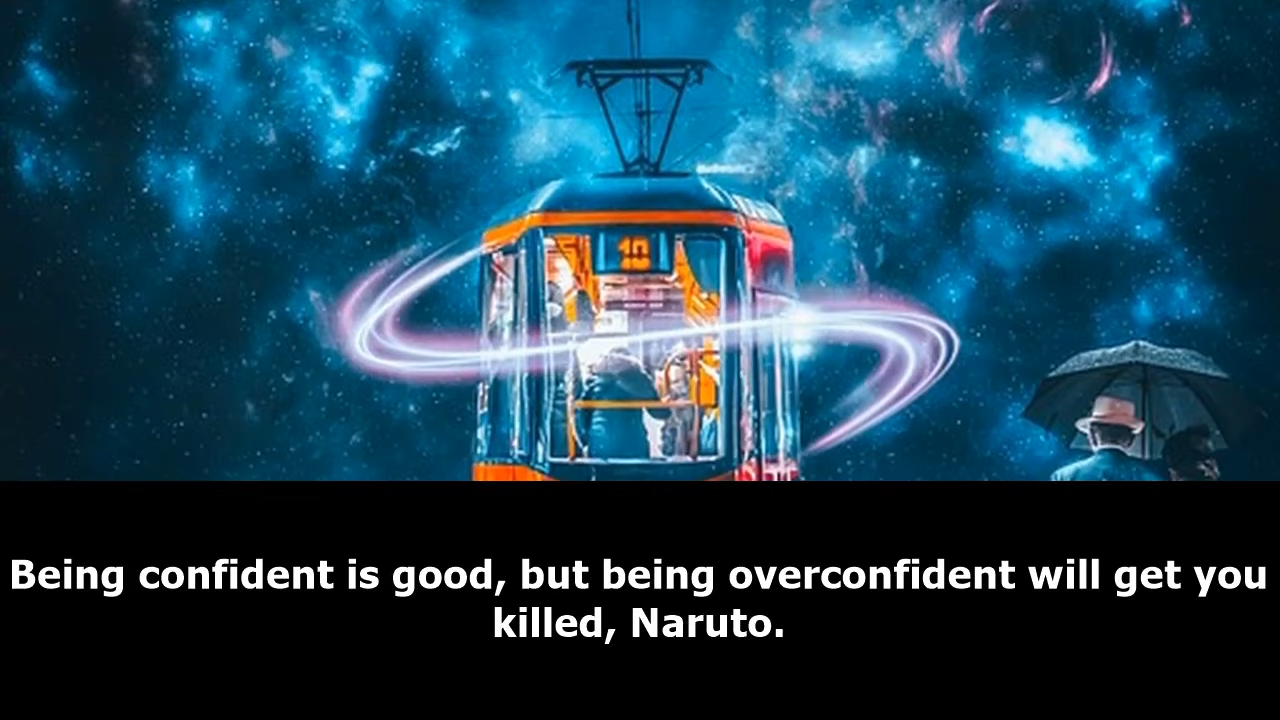 10
Being confident is good, but being overconfident will get you
killed, Naruto.